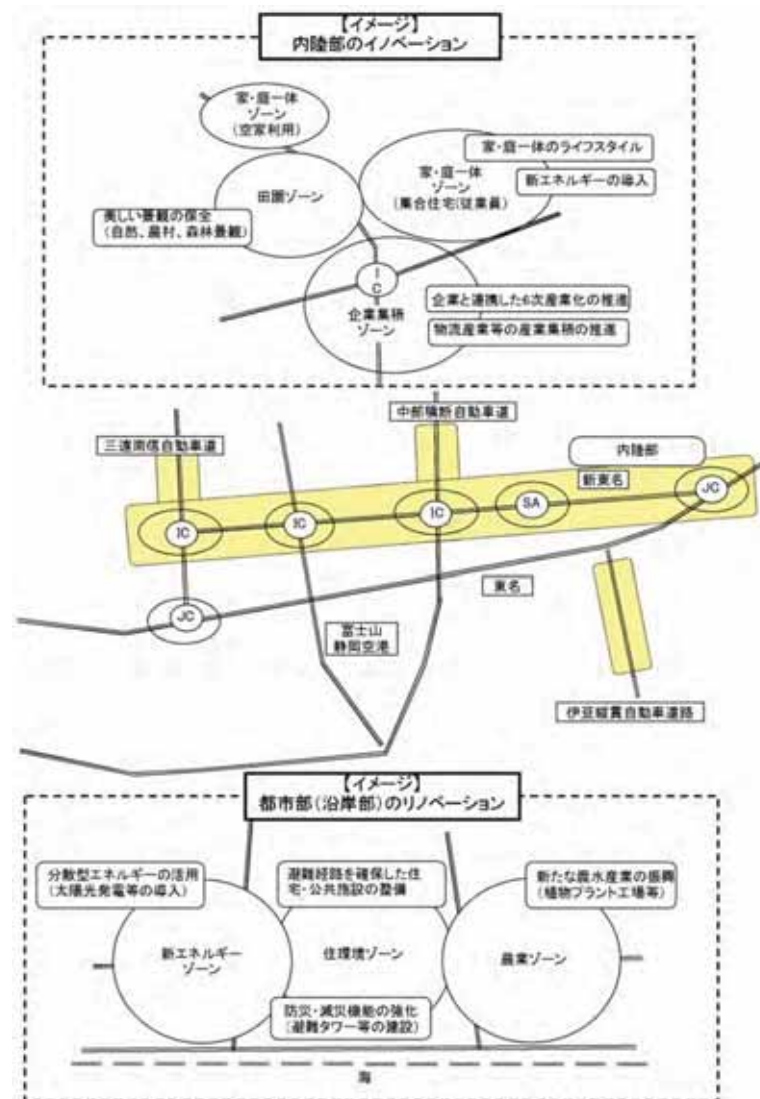 【イメージ】
内陸部のイノベーション
家・庭一体
ゾーン
(空家利用)
家・庭一体のライフスタイル
家・庭一体
ゾーン
(集合住宅(従業員)
新エネルギーの導入
田園ゾーン
美しい景観の保全
(自然、農村、森林景観)
I
C
企業集積
ゾーン
企業と連携した6次産業化の推進
物流産業等の産業集積の推進
中部横断自動車道
三遠南信自動車道
内陸部
新東名
JC
SA
IC
IC
IC
東名
JC
富士山
静岡空港
伊豆縦貫自動車道路
【イメージ】
都市部(沿岸部)のリノベーション
分散型エネルギーの活用
(太陽光発電等の導入)
避難経路を確保した住
宅・公共施設の整備
新たな農水産業の振興
(植物プラント工場等)
新エネルギー
ゾーン
住環境ゾーン
農業ゾーン
防災・減災機能の強化
(避難タワー等の建設)
海